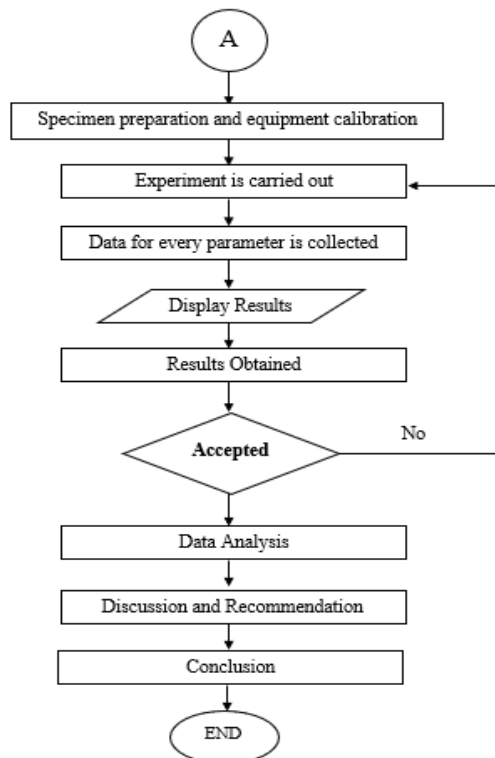 A
Specimen preparation and equipment calibration
Experiment is carried out
Data for every parameter is collected
Display Results
Results Obtained
Accepted
No
Data Analysis
Discussion and Recommendation
Conclusion
END